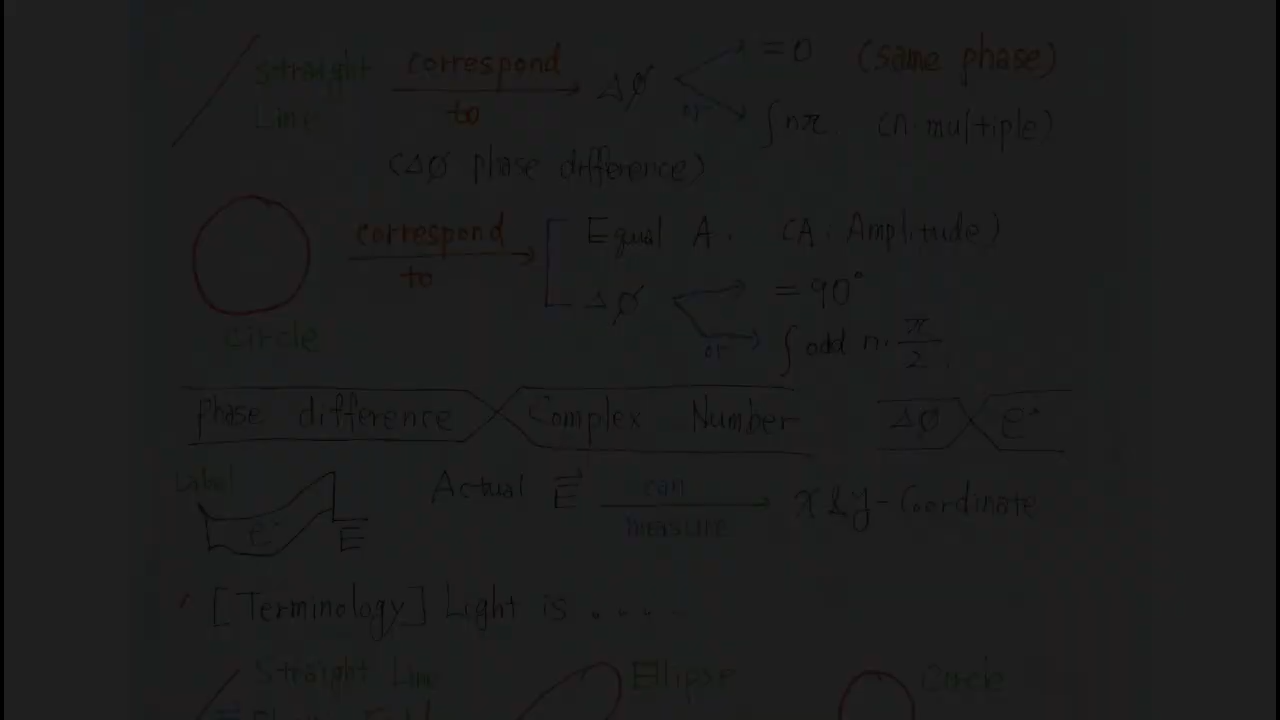 Straight
Line
correspond
to
Δφ
= 0 (same phase)
or
∫nπ. (n. multiple)
(Δφ phase difference)
Circle
correspond
to
Equal A. (A. Amplitude)
Δφ
= 90°
or
∫ add n. π/2.
Phase difference
Complex Number
Δφ
Label
E
Actual E can measure x & y-Coordinate
[Terminology] Light is .....
Straight Line
Ellipse
Circle